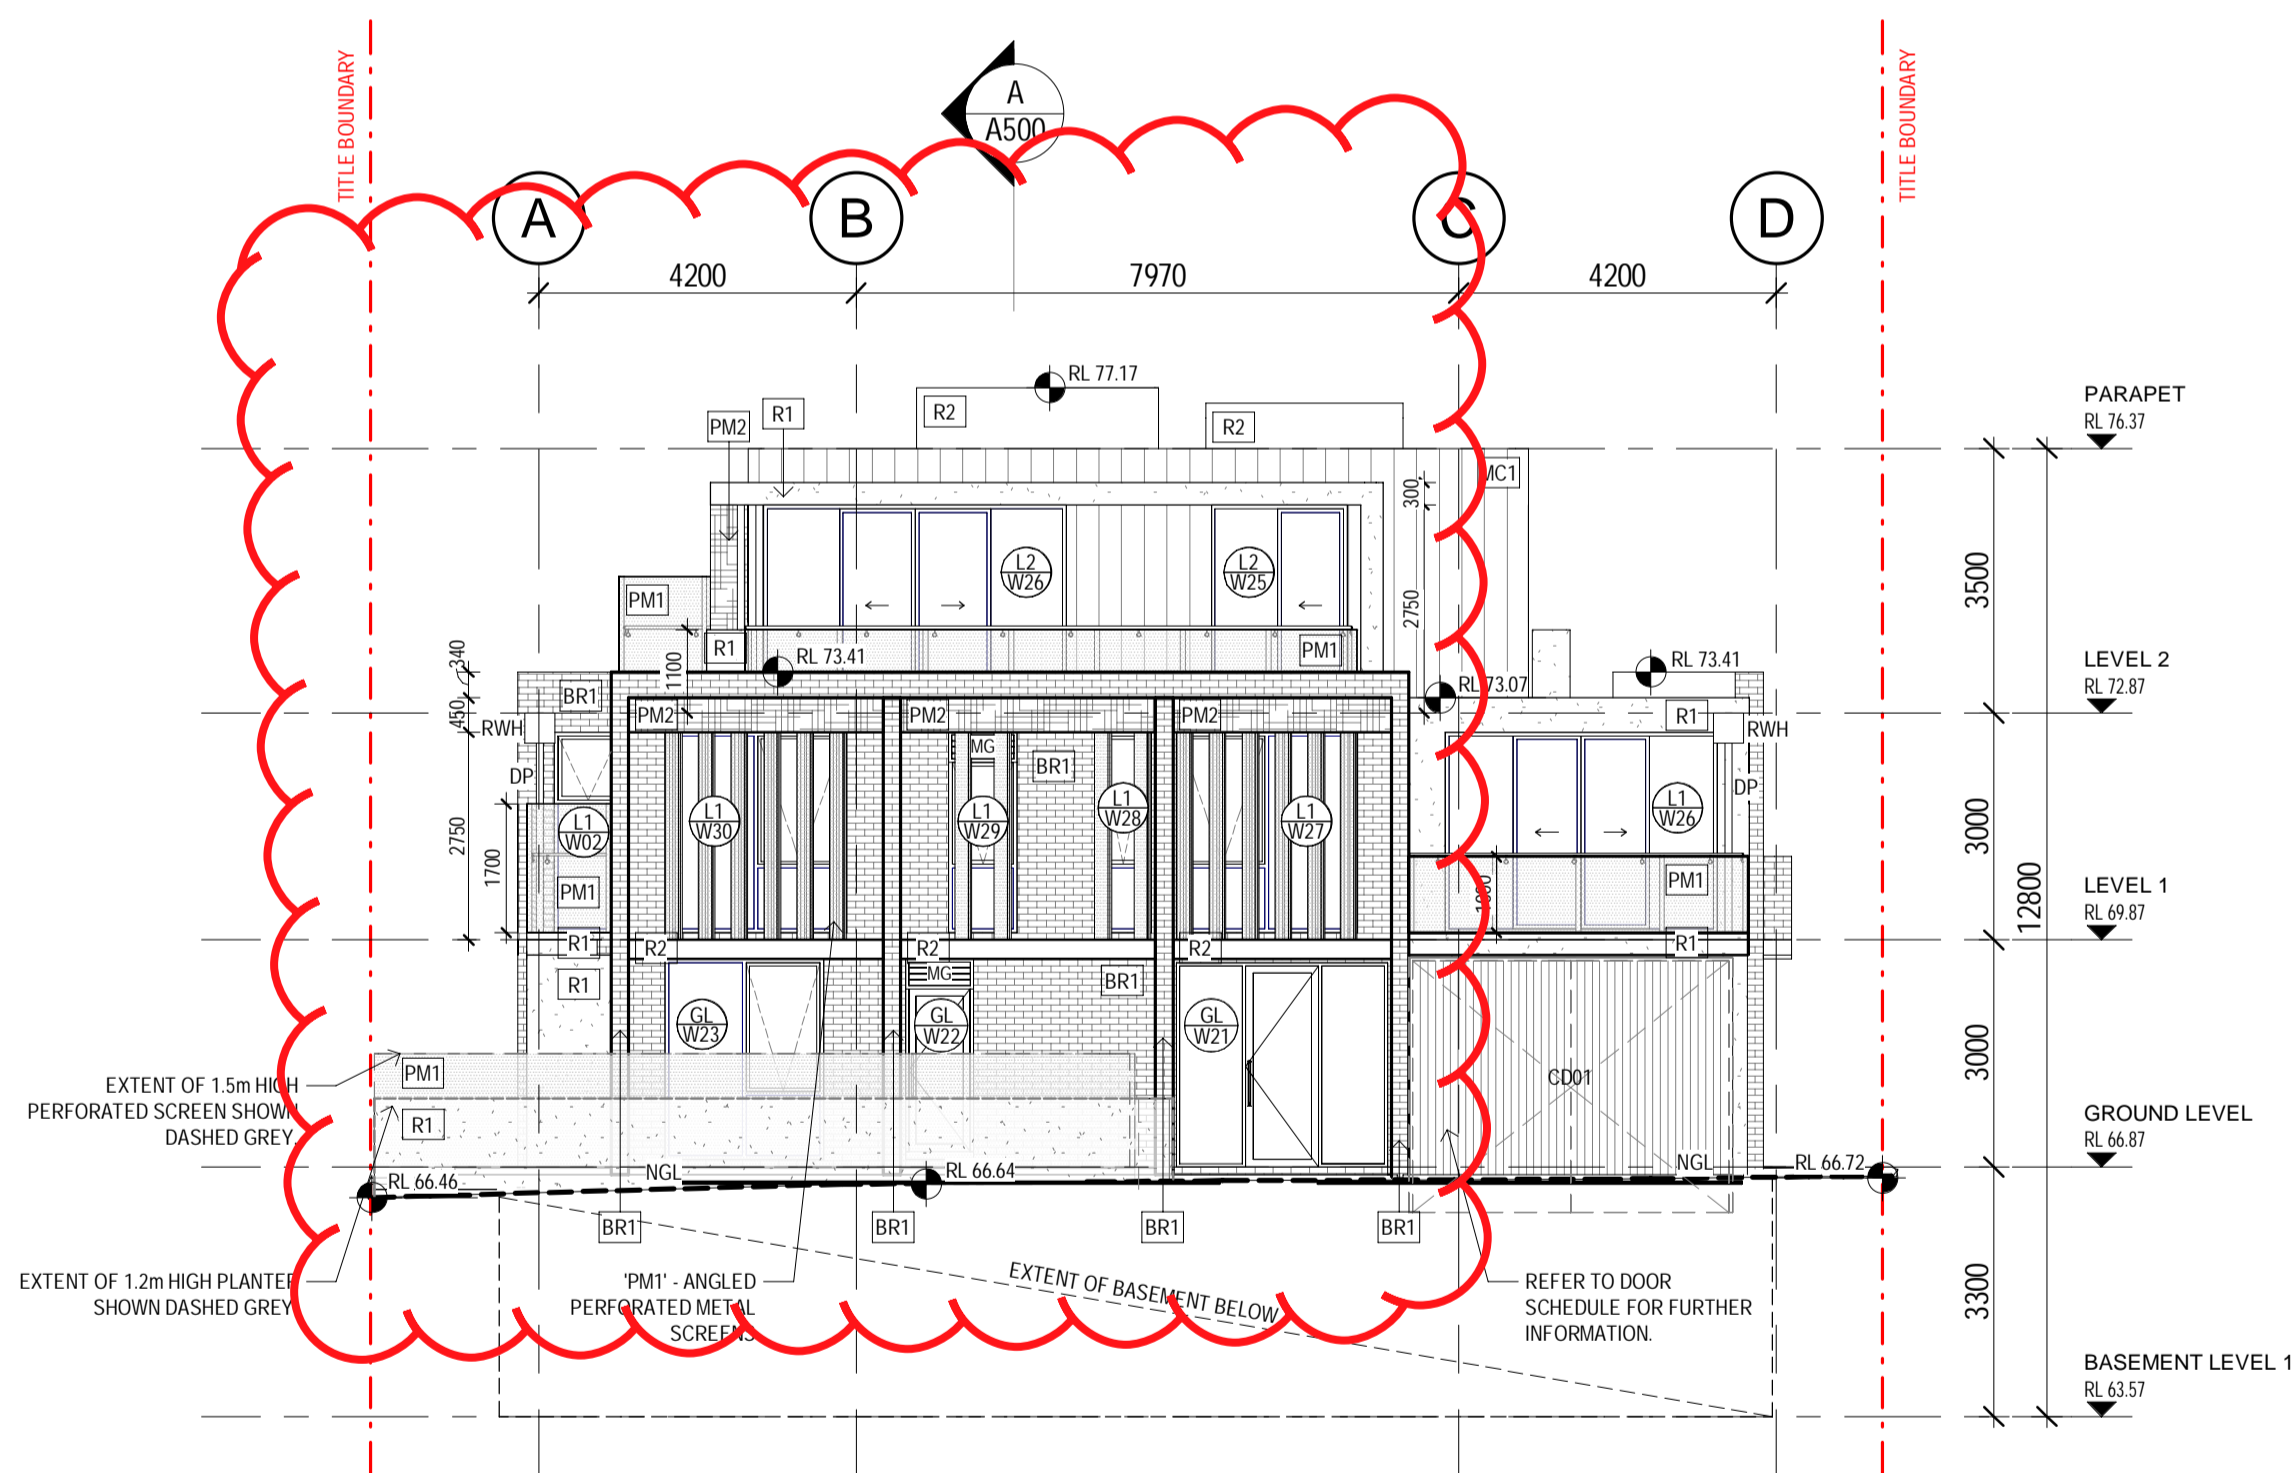 TITLE BOUNDARY
TITLE BOUNDARY
A
A500
A
B
C
D
4200
7970
4200
RL 77.17
R1
R2
R2
PM2
PARAPET
RL 76.37
MC1
300
L2
W26
L2
W25
3500
PM1
2750
R1
PM1
340
1100
RL 73.41
RL 73.41
LEVEL 2
RL 72.87
BR1
RL 73.07
450
RWH
PM2
PM2
PM2
R1
RWH
MG
BR1
DP
DP
L1
W02
L1
W30
L1
W29
L1
W28
L1
W27
L1
W26
2750
1700
3000
12800
PM1
PM1
LEVEL 1
RL 69.87
R1
R2
R2
R2
R1
MG
R1
BR1
GL
W23
GL
W22
GL
W21
3000
PM1
CD01
EXTENT OF 1.5m HIGH
PERFORATED SCREEN SHOWN
DASHED GREY.
R1
GROUND LEVEL
RL 66.87
NGL
RL 66.64
NGL
RL 66.72
RL 66.46
BR1
BR1
BR1
BR1
EXTENT OF 1.2m HIGH PLANTER
SHOWN DASHED GREY
'PM1' - ANGLED
PERFORATED METAL
SCREENS
EXTENT OF BASEMENT BELOW
REFER TO DOOR
SCHEDULE FOR FURTHER
INFORMATION.
3300
BASEMENT LEVEL 1
RL 63.57